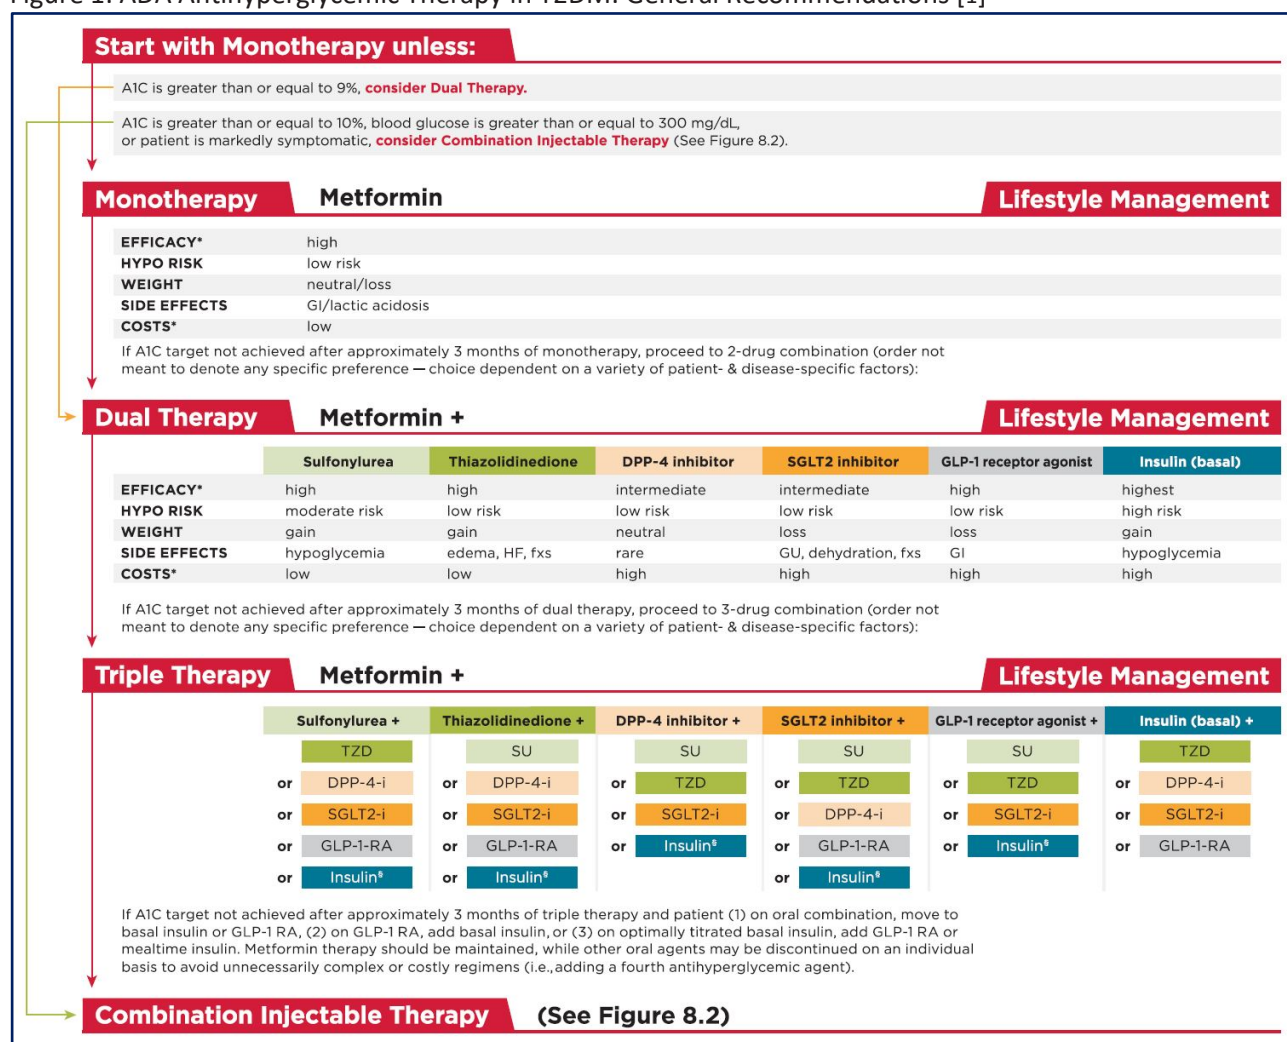 Figure 1. ADA Antihyperglycemic Therapy in T2DM: General Recommendations [1]
Start with Monotherapy unless:
A1C is greater than or equal to 9%, consider Dual Therapy.
A1C is greater than or equal to 10%, blood glucose is greater than or equal to 300 mg/dL,
or patient is markedly symptomatic, consider Combination Injectable Therapy (See Figure 8.2).
Monotherapy Metformin Lifestyle Management
EFFICACY* high
HYPO RISK low risk
WEIGHT neutral/loss
SIDE EFFECTS GI/lactic acidosis
COSTS* low
If A1C target not achieved after approximately 3 months of monotherapy, proceed to 2-drug combination (order not
meant to denote any specific preference — choice dependent on a variety of patient- & disease-specific factors):
Dual Therapy Metformin + Lifestyle Management
Sulfonylurea Thiazolidinedione DPP-4 inhibitor SGLT2 inhibitor GLP-1 receptor agonist Insulin (basal)
EFFICACY* high high intermediate intermediate high highest
HYPO RISK moderate risk low risk low risk low risk low risk high risk
WEIGHT gain gain neutral loss loss gain
SIDE EFFECTS hypoglycemia edema, HF, fxs rare GU, dehydration, fxs GI hypoglycemia
COSTS* low low high high high high
If A1C target not achieved after approximately 3 months of dual therapy, proceed to 3-drug combination (order not
meant to denote any specific preference — choice dependent on a variety of patient- & disease-specific factors):
Triple Therapy Metformin + Lifestyle Management
Sulfonylurea + Thiazolidinedione + DPP-4 inhibitor + SGLT2 inhibitor + GLP-1 receptor agonist + Insulin (basal) +
TZD SU SU SU SU TZD
or DPP-4-i or DPP-4-i or TZD or TZD or TZD or DPP-4-i
or SGLT2-i or SGLT2-i or SGLT2-i or DPP-4-i or SGLT2-i or SGLT2-i
or GLP-1-RA or GLP-1-RA or Insulin§ or GLP-1-RA or Insulin§ or GLP-1-RA
or Insulin§ or Insulin§ or Insulin§
If A1C target not achieved after approximately 3 months of triple therapy and patient (1) on oral combination, move to
basal insulin or GLP-1 RA, (2) on GLP-1 RA, add basal insulin, or (3) on optimally titrated basal insulin, add GLP-1 RA or
mealtime insulin. Metformin therapy should be maintained, while other oral agents may be discontinued on an individual
basis to avoid unnecessarily complex or costly regimens (i.e., adding a fourth antihyperglycemic agent).
Combination Injectable Therapy (See Figure 8.2)